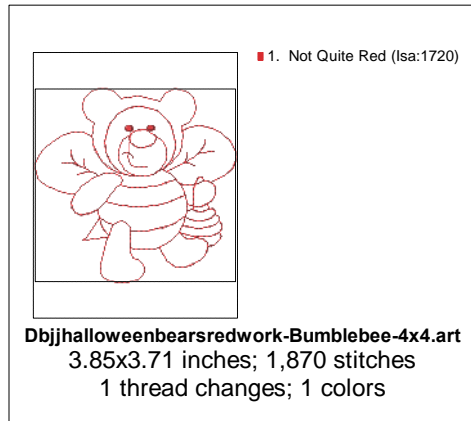 1. Not Quite Red (Isa:1720)
Dbjjhalloweenbearsredwork-Bumblebee-4x4.art
3.85x3.71 inches; 1,870 stitches
1 thread changes; 1 colors